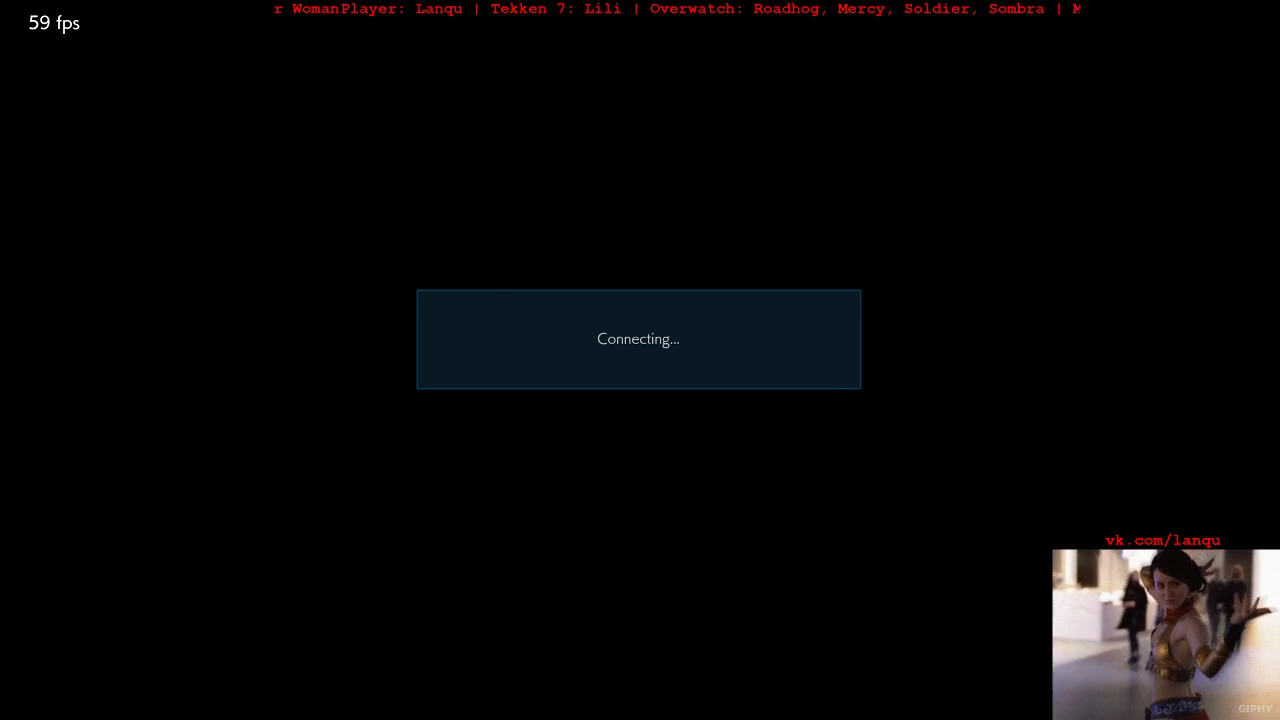 r WomanPlayer: Lanqu | Tekken 7: Lili | Overwatch: Roadhog, Mercy, Soldier, Sombra | M
59 fps
Connecting...
vk.com/lanqu
GIPHY